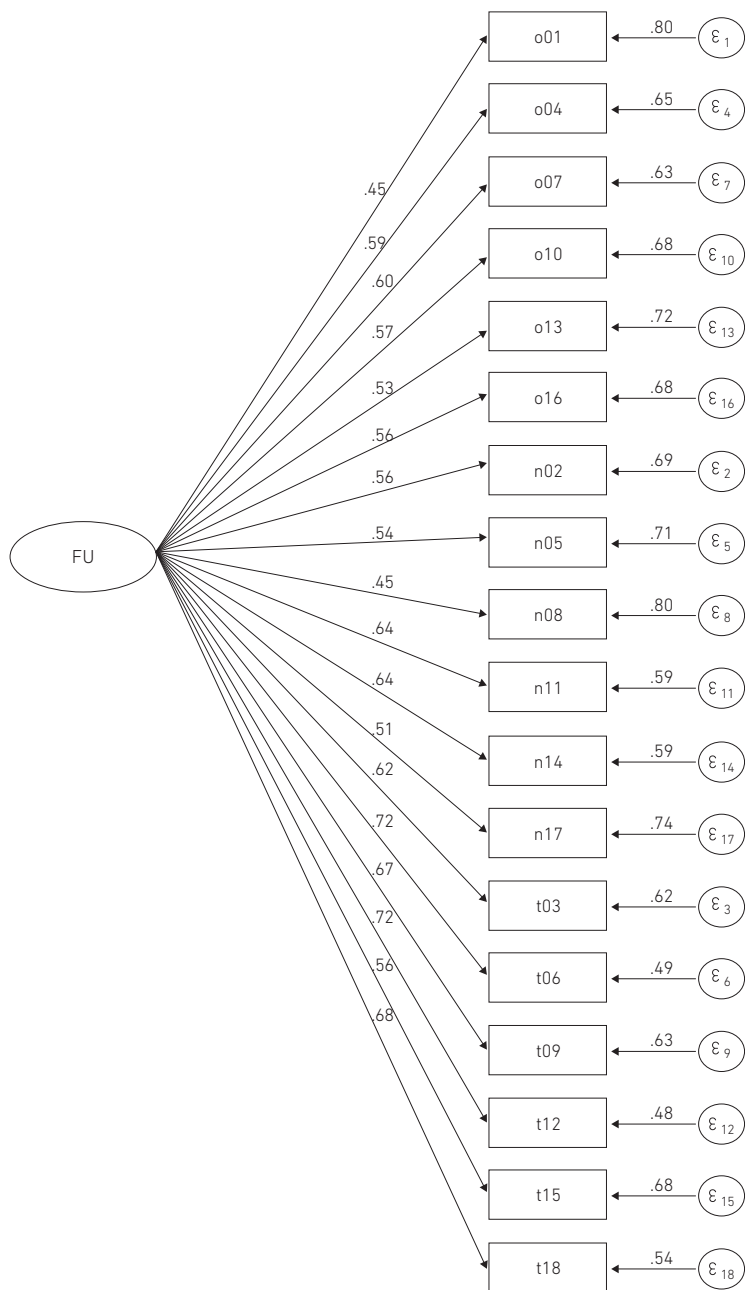 o01 .80 ε1
o04 .65 ε4
o07 .63 ε7
.45
o10 .68 ε10
.59
.60
o13 .72 ε13
.57
.53
o16 .68 ε16
.56
n02 .69 ε2
.56
FU
.54
n05 .71 ε5
.45
n08 .80 ε8
.64
n11 .59 ε11
.64
.51
n14 .59 ε14
.62
.72
n17 .74 ε17
.67
t03 .62 ε3
.72
.56
t06 .49 ε6
.68
t09 .63 ε9
t12 .48 ε12
t15 .68 ε15
t18 .54 ε18